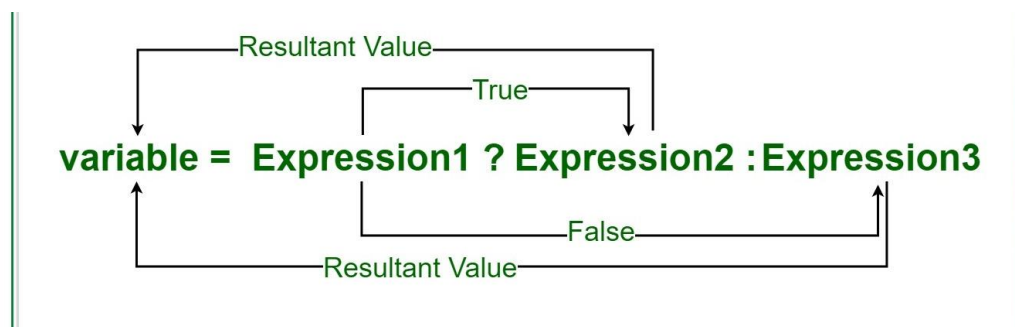 Resultant Value
True
variable = Expression1 ? Expression2 : Expression3
False
Resultant Value